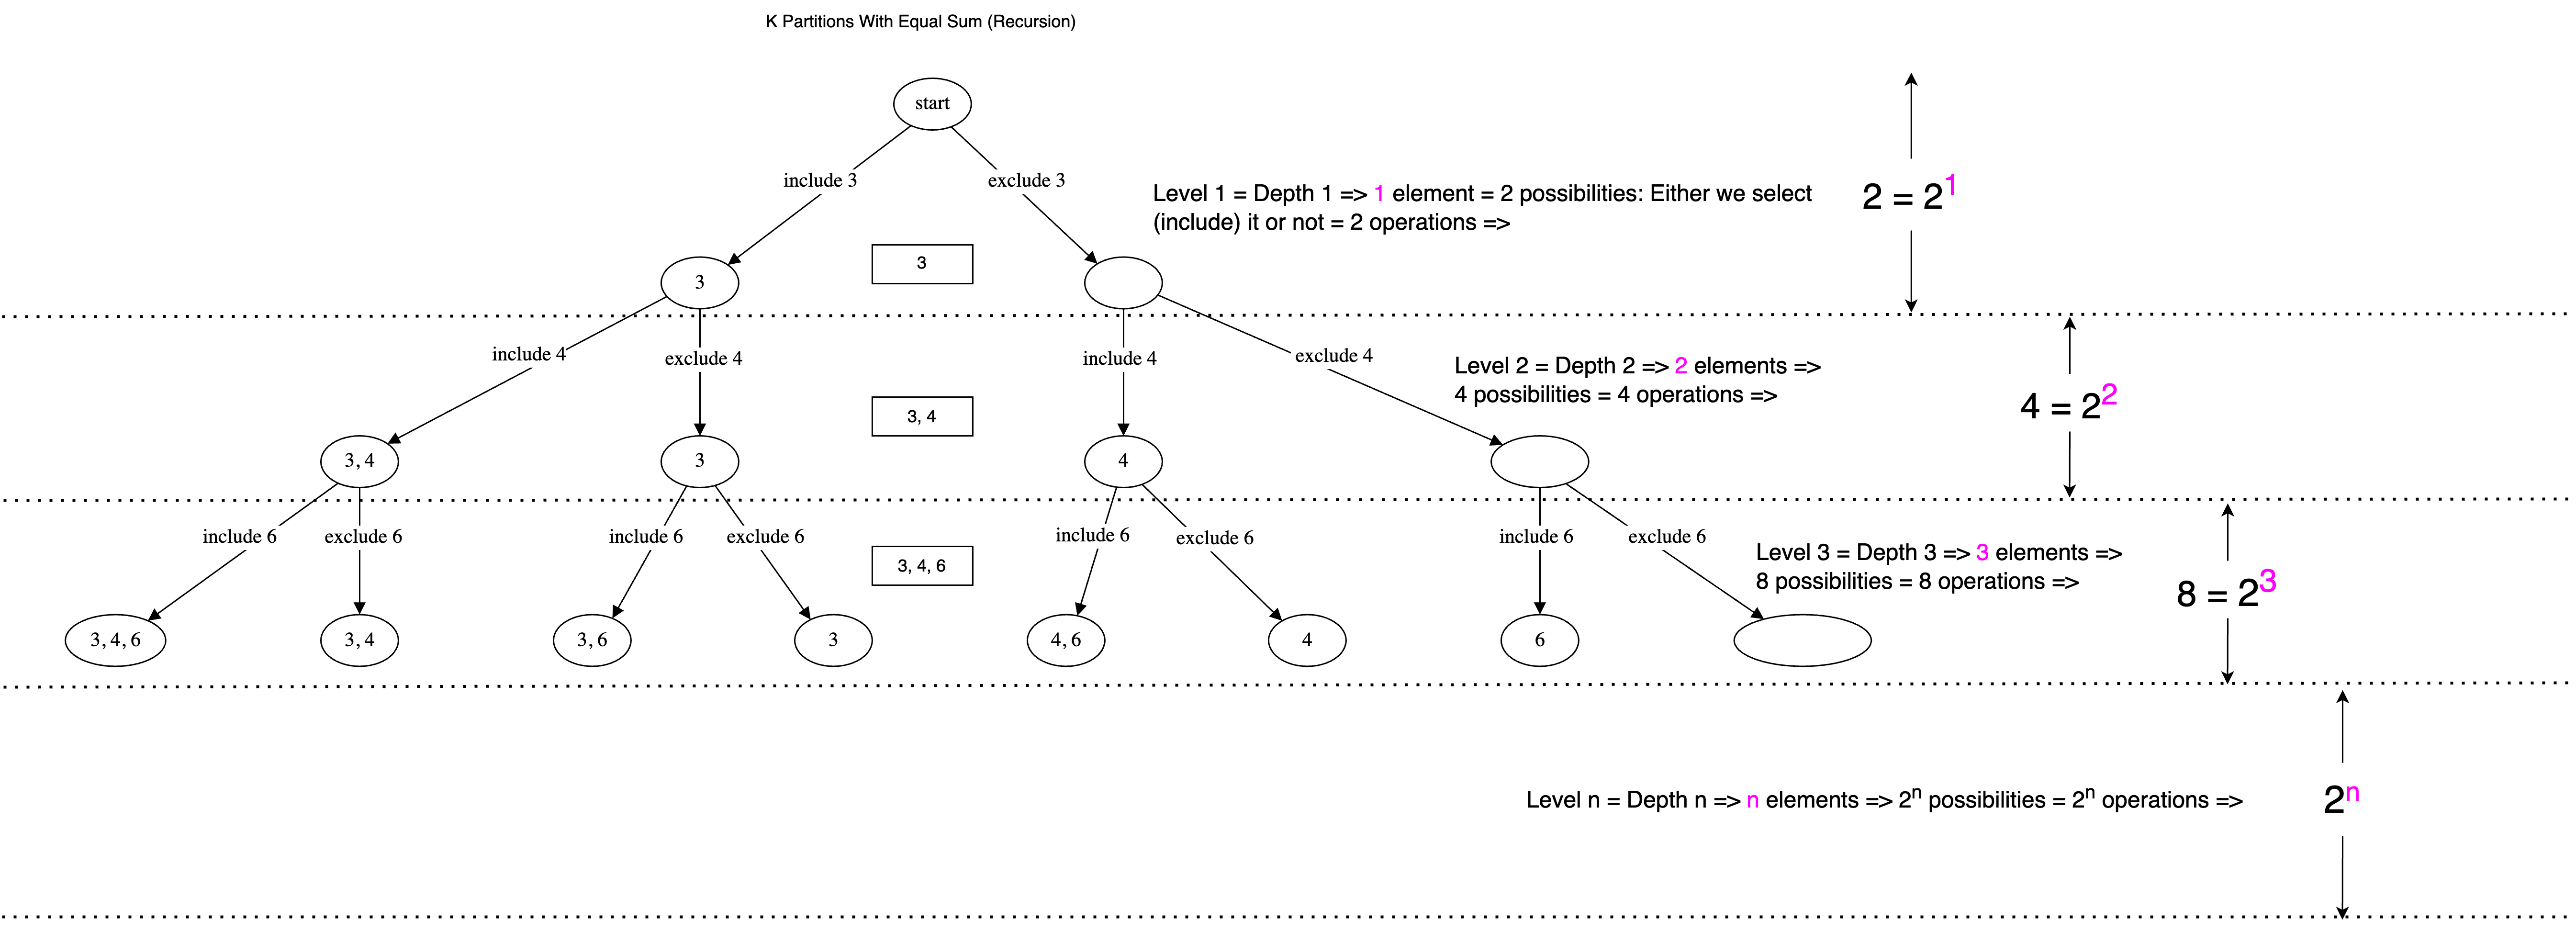 K Partitions With Equal Sum (Recursion)
start
include 3
exclude 3
Level 1 = Depth 1 => 1 element = 2 possibilities: Either we select
(include) it or not = 2 operations =>
2 = 2^1
3
3
include 4
exclude 4
include 4
exclude 4
Level 2 = Depth 2 => 2 elements =>
4 possibilities = 4 operations =>
4 = 2^2
3, 4
3, 4
3
4
include 6
exclude 6
include 6
exclude 6
include 6
exclude 6
include 6
exclude 6
Level 3 = Depth 3 => 3 elements =>
8 possibilities = 8 operations =>
8 = 2^3
3, 4, 6
3, 4, 6
3, 4
3, 6
3
4, 6
4
6
Level n = Depth n => n elements => 2^n possibilities = 2^n operations =>
2^n